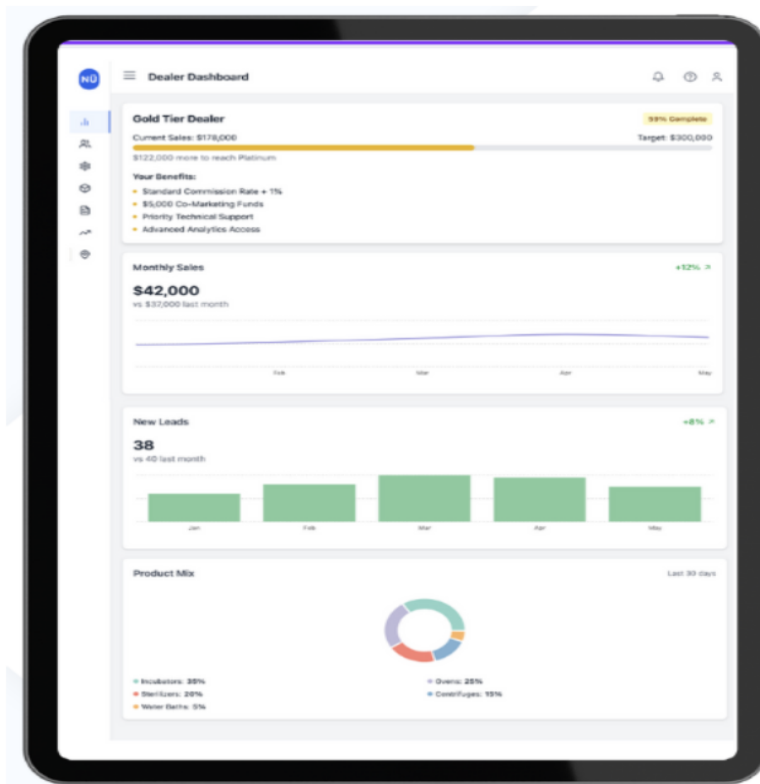 NÜ
Dealer Dashboard
Gold Tier Dealer
59% Complete
Current Sales: $178,000
Target: $300,000
$122,000 more to reach Platinum
Your Benefits:
Standard Commission Rate + 1%
$5,000 Co-Marketing Funds
Priority Technical Support
Advanced Analytics Access
Monthly Sales
+12% ↗
$42,000
vs $37,000 last month
Feb Mar Apr May
New Leads
+8% ↗
38
vs 40 last month
Jan Feb Mar Apr May
Product Mix
Last 30 days
Incubators: 35%
Ovens: 25%
Sterilizers: 20%
Centrifuges: 15%
Water Baths: 5%